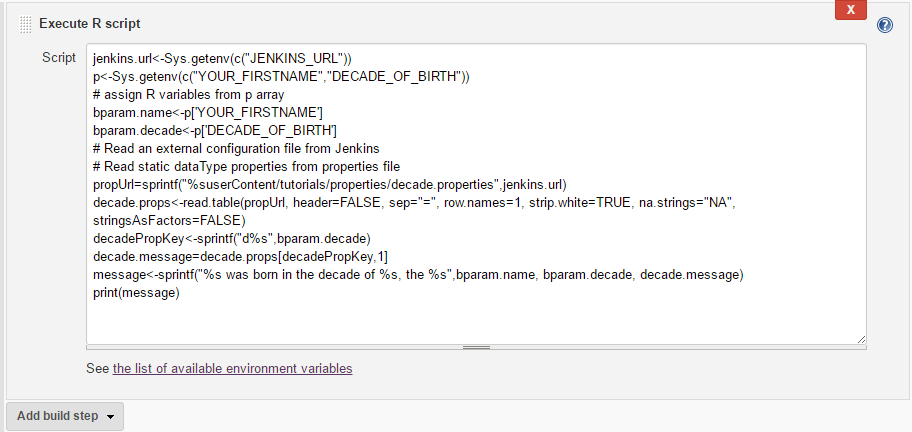 X
Execute R script
?
Script
jenkins.url<-Sys.getenv(c("JENKINS_URL"))
p<-Sys.getenv(c("YOUR_FIRSTNAME","DECADE_OF_BIRTH"))
# assign R variables from p array
bparam.name<-p['YOUR_FIRSTNAME']
bparam.decade<-p['DECADE_OF_BIRTH']
# Read an external configuration file from Jenkins
# Read static dataType properties from properties file
propUrl=sprintf("%suserContent/tutorials/properties/decade.properties",jenkins.url)
decade.props<-read.table(propUrl, header=FALSE, sep="=", row.names=1, strip.white=TRUE, na.strings="NA",
stringsAsFactors=FALSE)
decadePropKey<-sprintf("d%s",bparam.decade)
decade.message=decade.props[decadePropKey,1]
message<-sprintf("%s was born in the decade of %s, the %s",bparam.name, bparam.decade, decade.message)
print(message)
See the list of available environment variables
Add build step